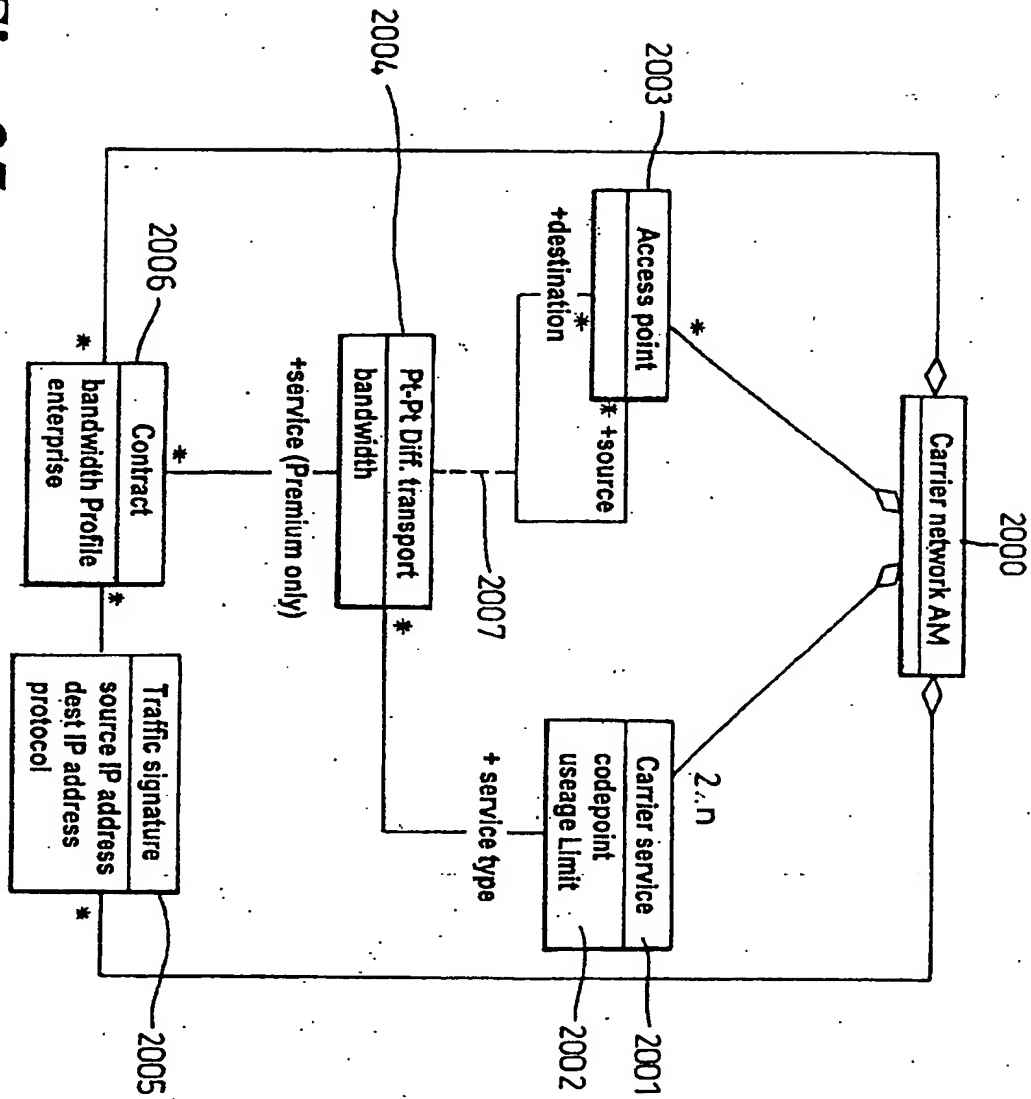 2000
Carrier network AM
2003
Access point
*
*
+destination
* +source
2..n
Carrier service
codepoint
useage Limit
2001
2002
+ service type
2004
Pt-Pt Diff. transport
bandwidth
*
2007
+service (Premium only)
2006
*
*
Contract
bandwidth Profile
enterprise
*
Traffic signature
source IP address
dest IP address
protocol
*
2005